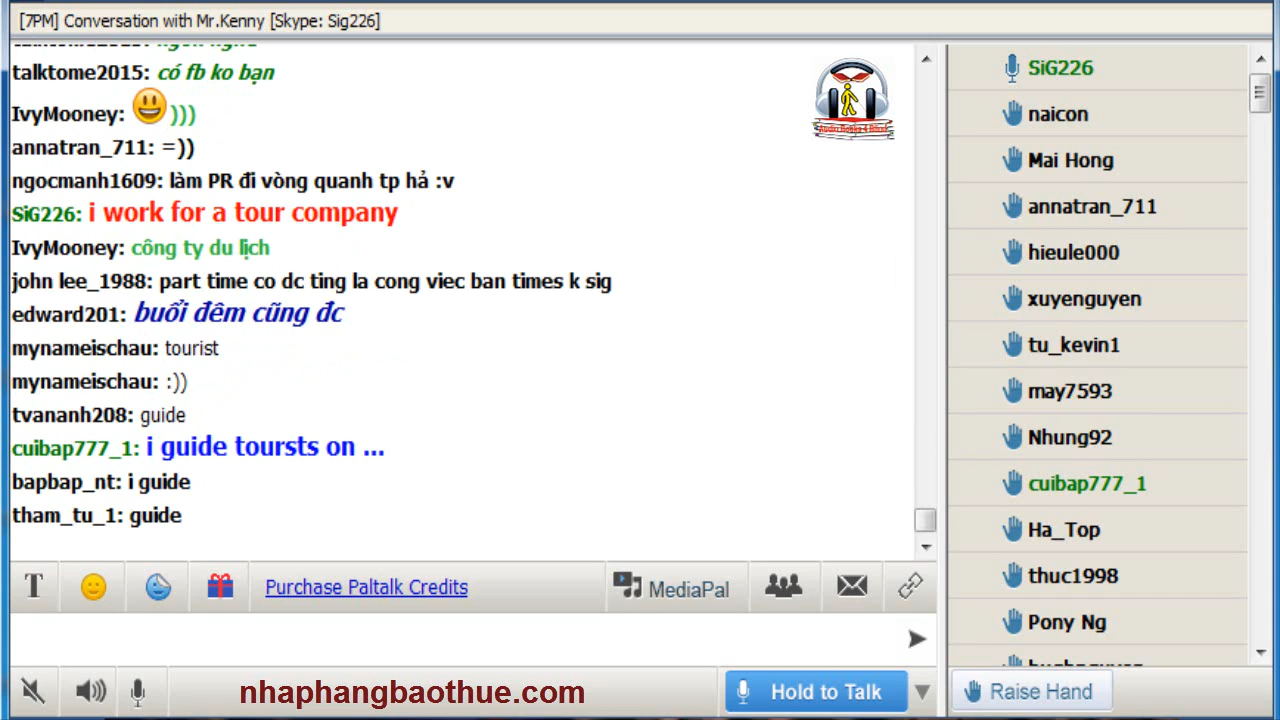 [7PM] Conversation with Mr.Kenny [Skype: Sig226]
talktome2015: có fb ko bạn
IvyMooney: )))
annatran_711: =))
ngocmanh1609: làm PR đi vòng quanh tp hả :v
SiG226: i work for a tour company
IvyMooney: công ty du lịch
john lee_1988: part time co dc ting la cong viec ban times k sig
edward201: buổi đêm cũng đc
mynameischau: tourist
mynameischau: :))
tvananh208: guide
cuibap777_1: i guide toursts on ...
bapbap_nt: i guide
tham_tu_1: guide
SiG226
naicon
Mai Hong
annatran_711
hieule000
xuyenguyen
tu_kevin1
may7593
Nhung92
cuibap777_1
Ha_Top
thuc1998
Pony Ng
T
Purchase Paltalk Credits
MediaPal
nhaphangbaothue.com
Hold to Talk
Raise Hand